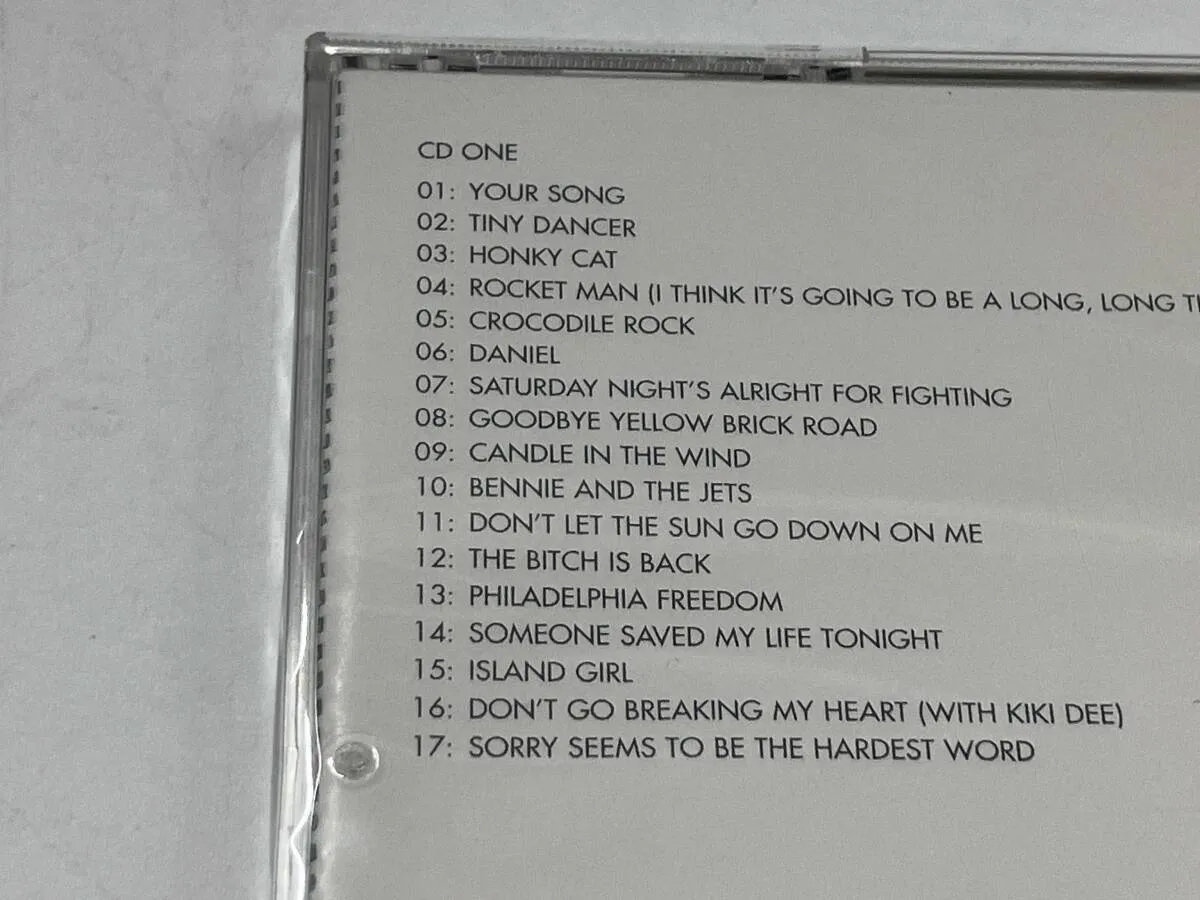 CD ONE
01: YOUR SONG
02: TINY DANCER
03: HONKY CAT
04: ROCKET MAN (I THINK IT'S GOING TO BE A LONG, LONG
05: CROCODILE ROCK
06: DANIEL
07: SATURDAY NIGHT'S ALRIGHT FOR FIGHTING
08: GOODBYE YELLOW BRICK ROAD
09: CANDLE IN THE WIND
10: BENNIE AND THE JETS
11: DON'T LET THE SUN GO DOWN ON ME
12: THE BITCH IS BACK
13: PHILADELPHIA FREEDOM
14: SOMEONE SAVED MY LIFE TONIGHT
15: ISLAND GIRL
16: DON'T GO BREAKING MY HEART (WITH KIKI DEE)
17: SORRY SEEMS TO BE THE HARDEST WORD